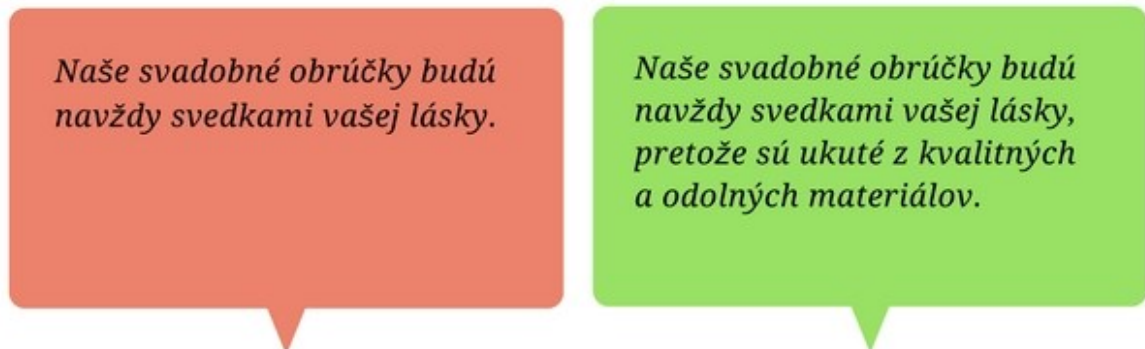 Naše svadobné obrúčky budú
navždy svedkami vašej lásky.
Naše svadobné obrúčky budú
navždy svedkami vašej lásky,
pretože sú ukuté z kvalitných
a odolných materiálov.